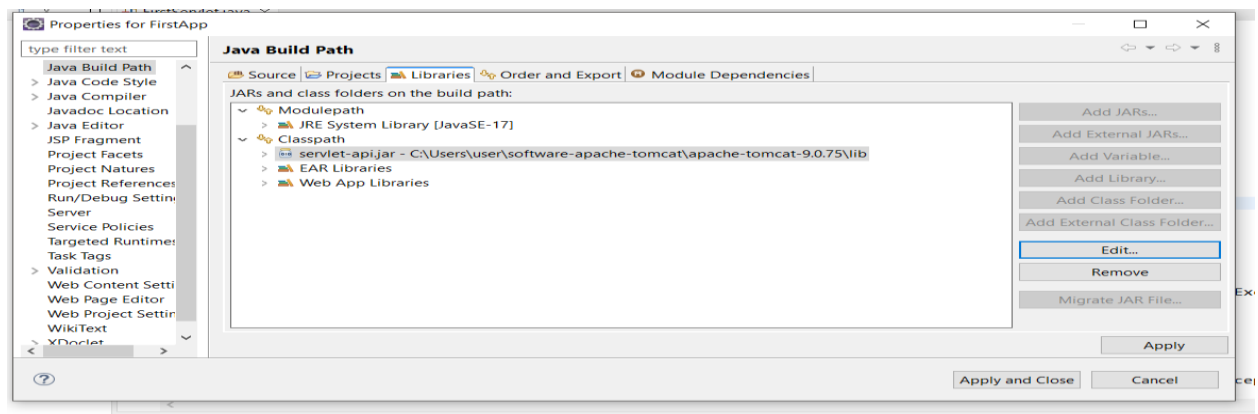 FirstServlet.java
Properties for FirstApp
type filter text
Java Build Path
Java Code Style
Java Compiler
Javadoc Location
Java Editor
JSP Fragment
Project Facets
Project Natures
Project References
Run/Debug Settin
Server
Service Policies
Targeted Runtimes
Task Tags
Validation
Web Content Setti
Web Page Editor
Web Project Settin
WikiText
XDoclet
Java Build Path
Source Projects Libraries Order and Export Module Dependencies
JARs and class folders on the build path:
Modulepath
JRE System Library [JavaSE-17]
Classpath
servlet-api.jar - C:\Users\user\software-apache-tomcat\apache-tomcat-9.0.75\lib
EAR Libraries
Web App Libraries
Add JARs...
Add External JARs...
Add Variable...
Add Library...
Add Class Folder...
Add External Class Folder...
Edit...
Remove
Migrate JAR File...
Apply
Apply and Close Cancel